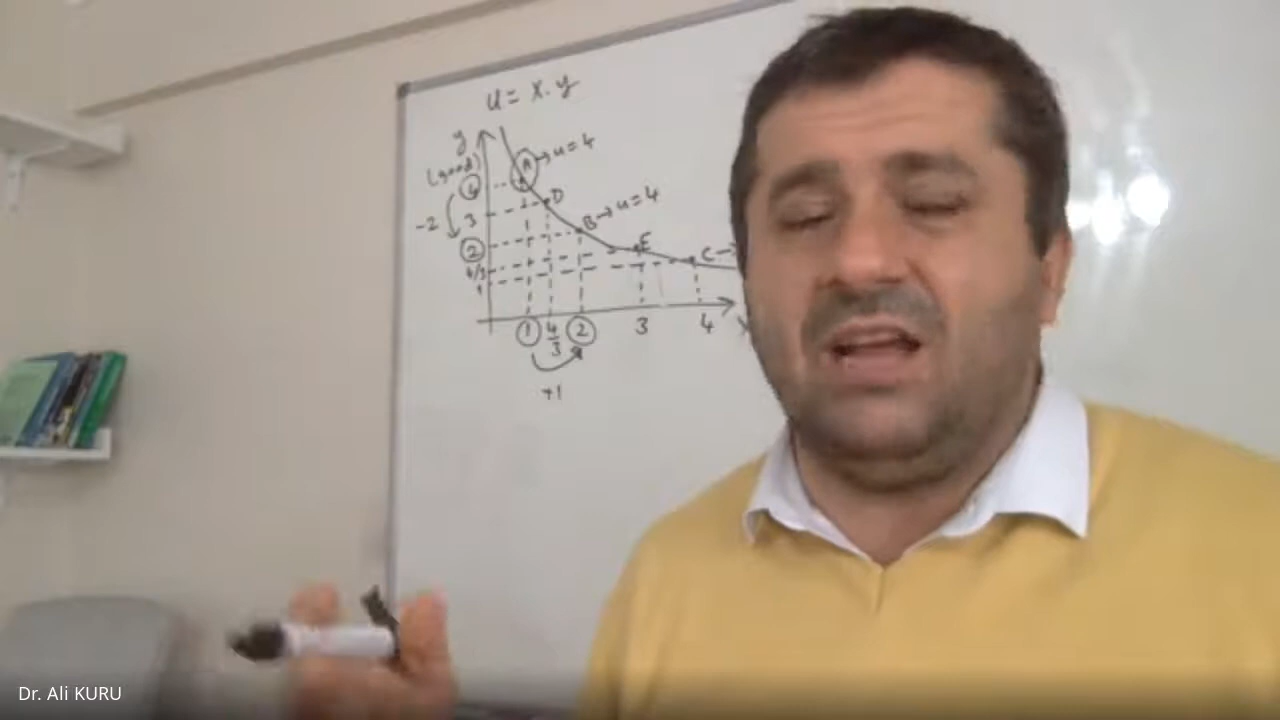 u = x.y
y
(good)
A → u=4
4
D
-2
3
B → u=4
2
E
C →
4/3
1
1
4/3
2
3
4
X
+1
Dr. Ali KURU